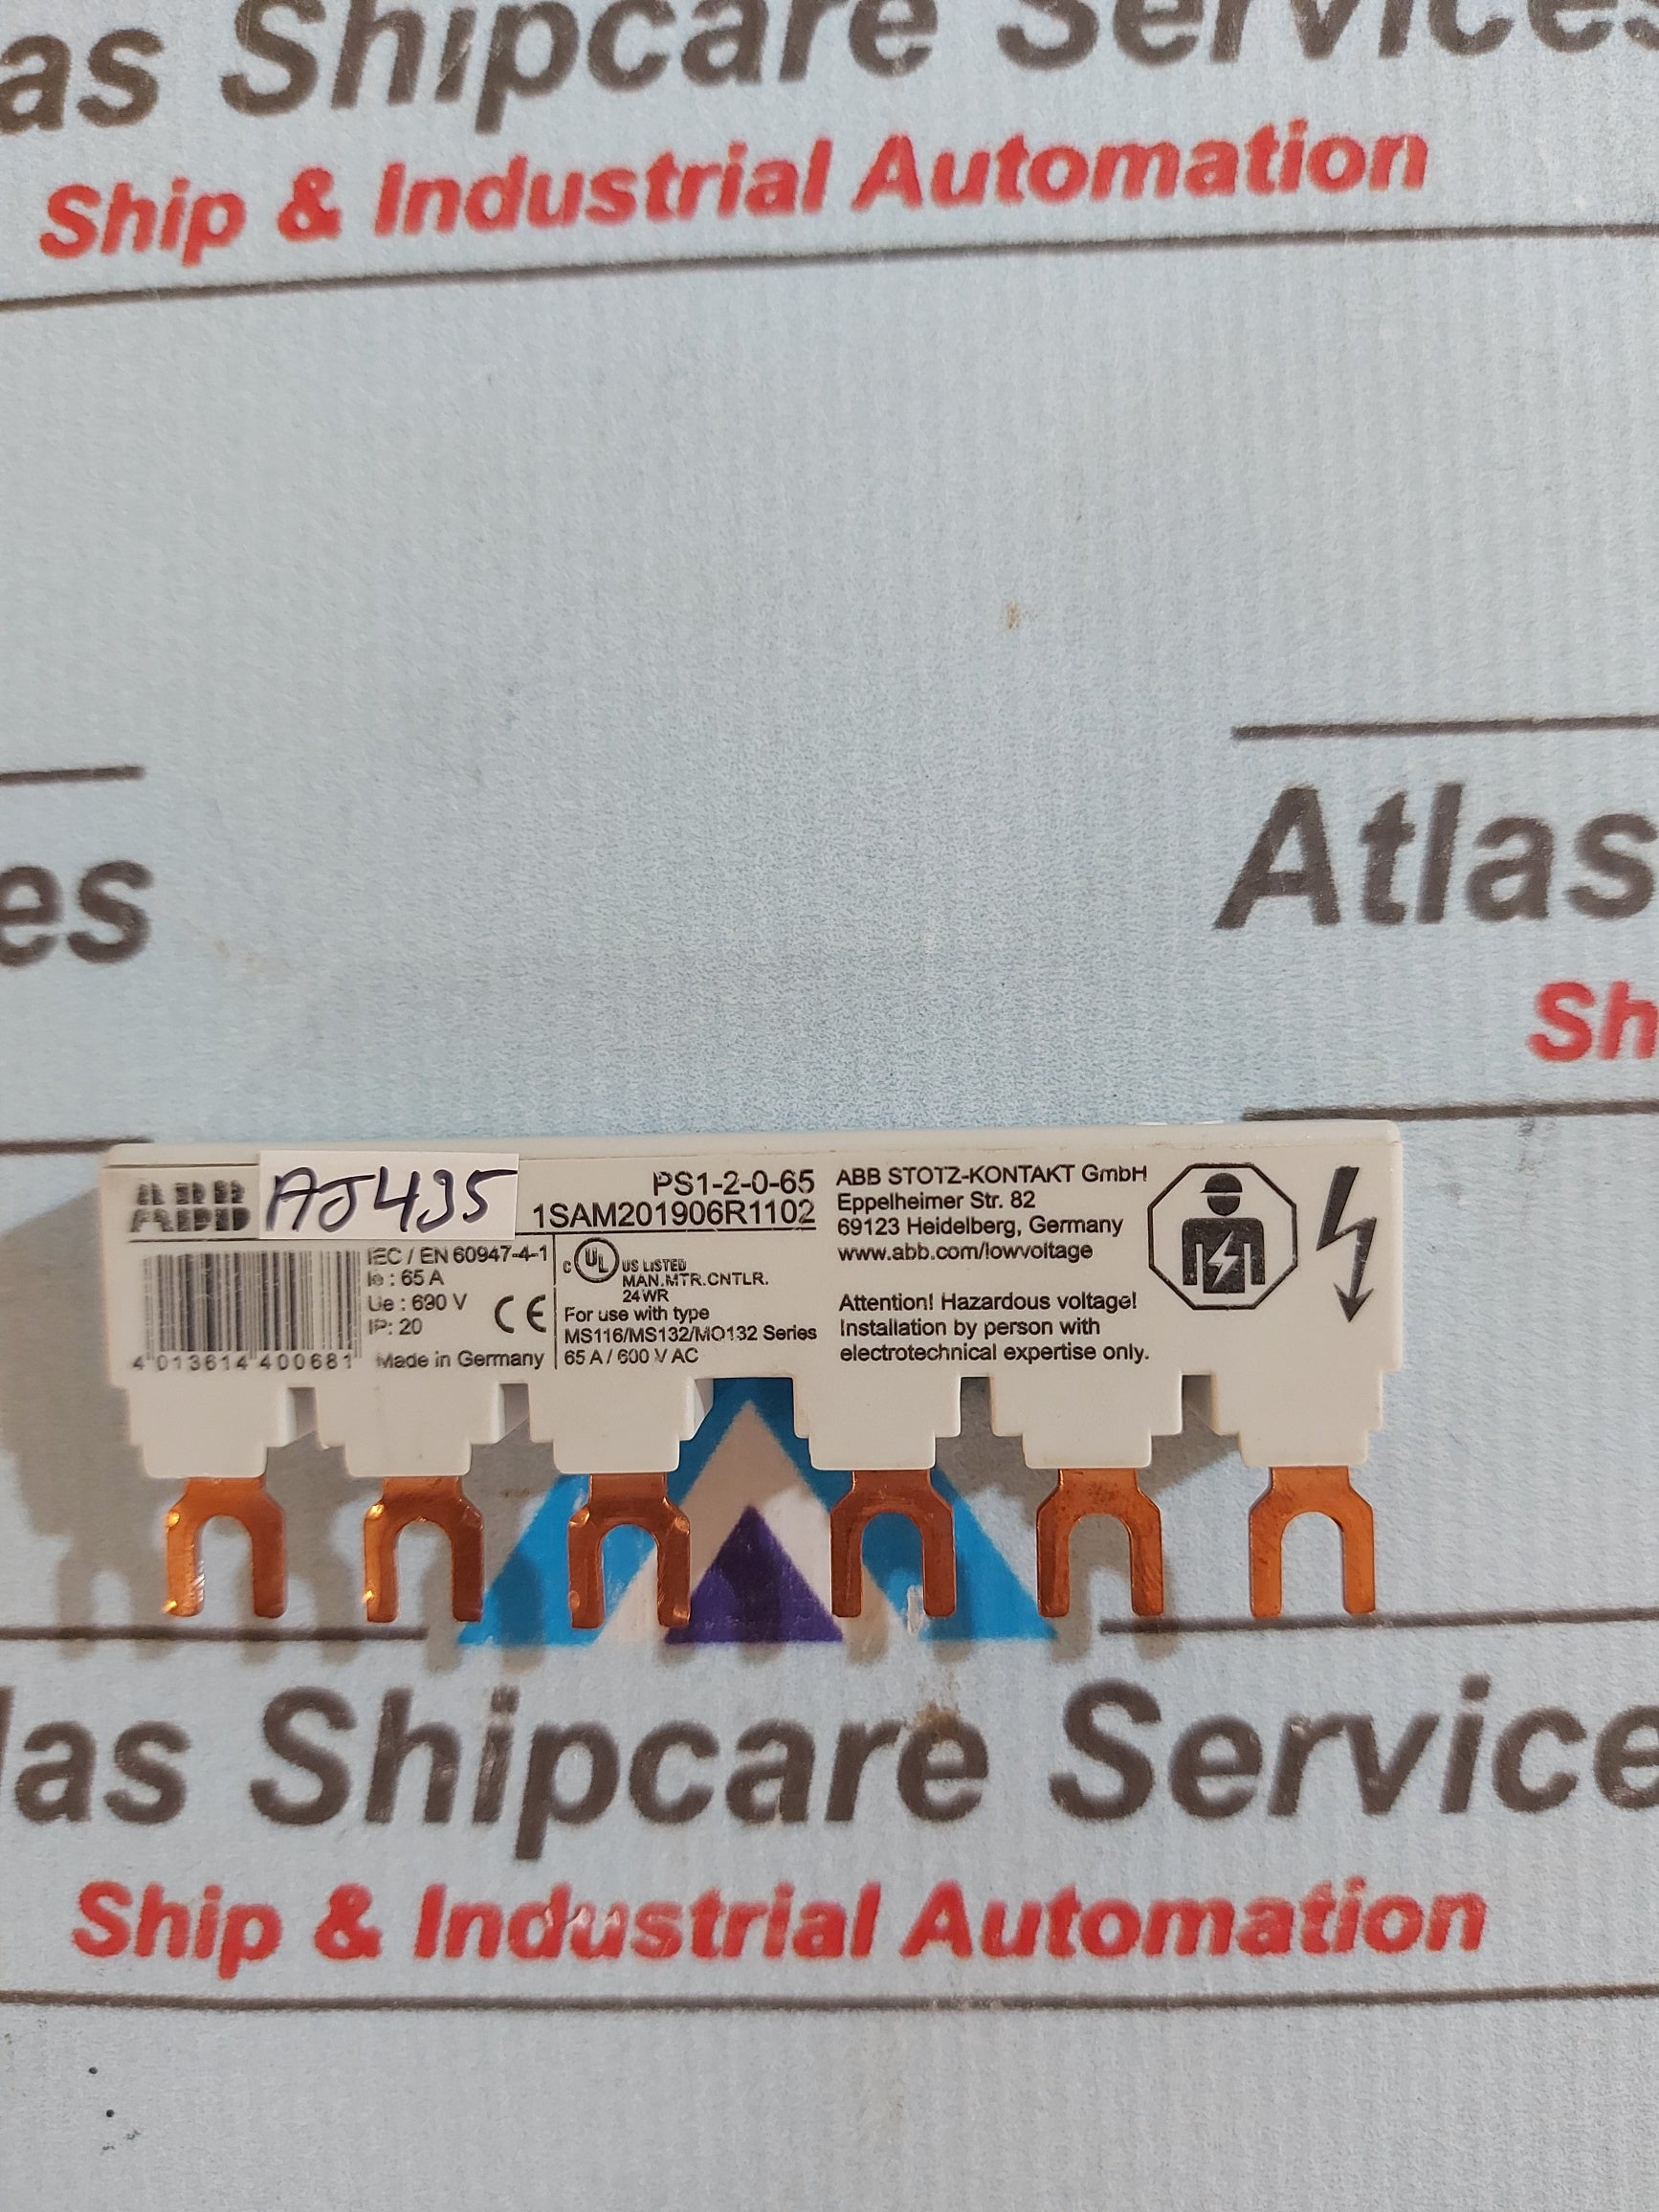 as Shipcare Services
Ship & Industrial Automation
es
Atlas
Sh
ABB
AJ495
PS1-2-0-65
1SAM201906R1102
IEC / EN 60947-4-1
Ie : 65 A
Ue : 690 V
IP: 20
CE
4 013614 400681
Made in Germany
c UL US LISTED
MAN.MTR.CNTLR.
24WR
For use with type
MS116/MS132/MO132 Series
65 A / 600 V AC
ABB STOTZ-KONTAKT GmbH
Eppelheimer Str. 82
69123 Heidelberg, Germany
www.abb.com/lowvoltage
Attention! Hazardous voltage!
Installation by person with
electrotechnical expertise only.
las Shipcare Service
Ship & Industrial Automation